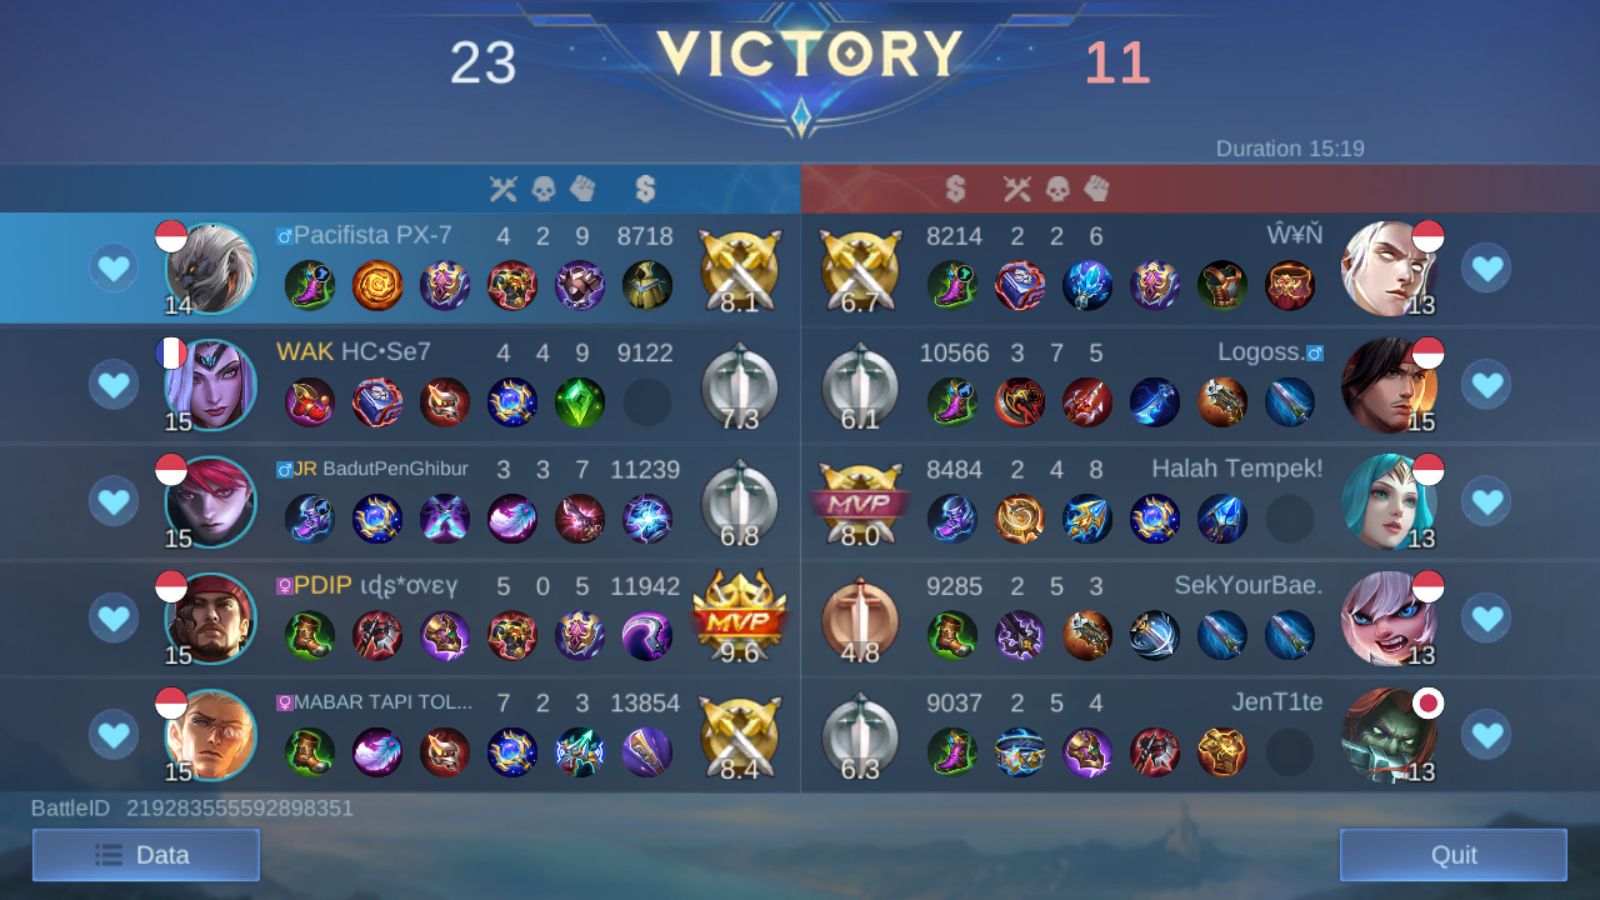 23 VICTORY 11
Duration 15:19
14 Pacifista PX-7 4 2 9 8718 8.1
6.7 8214 2 2 6 Ŵ¥Ň 13
15 WAK HC•Se7 4 4 9 9122 7.3
6.1 10566 3 7 5 Logoss. 15
15 JR BadutPenGhibur 3 3 7 11239 6.8
MVP 8.0 8484 2 4 8 Halah Tempek! 13
15 PDIP ɩɖʂ*ơvɛγ 5 0 5 11942 MVP 9.6
4.8 9285 2 5 3 SekYourBae. 13
15 MABAR TAPI TOL... 7 2 3 13854 8.4
6.3 9037 2 5 4 JenT1te 13
BattleID 219283555592898351
Data
Quit